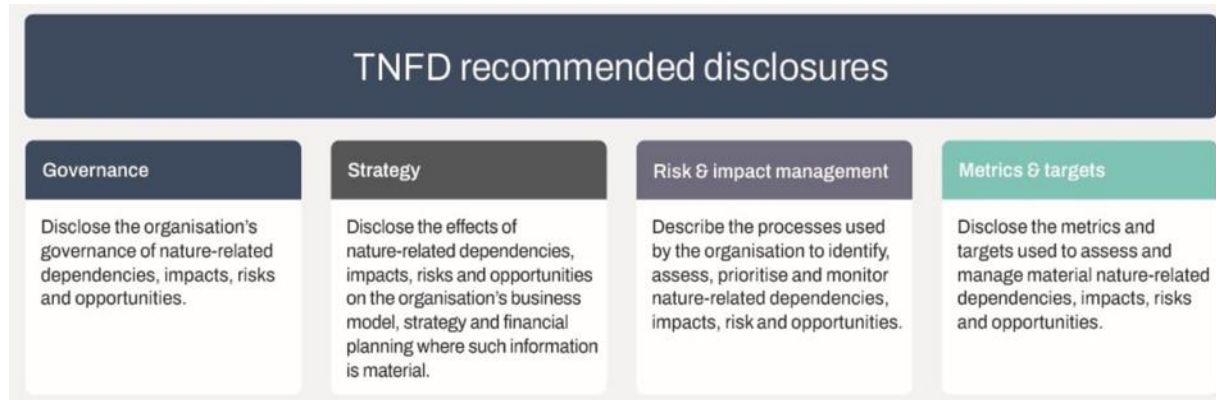 TNFD recommended disclosures
Governance
Disclose the organisation's
governance of nature-related
dependencies, impacts, risks
and opportunities.
Strategy
Disclose the effects of
nature-related dependencies,
impacts, risks and opportunities
on the organisation's business
model, strategy and financial
planning where such information
is material.
Risk & impact management
Describe the processes used
by the organisation to identify,
assess, prioritise and monitor
nature-related dependencies,
impacts, risk and opportunities.
Metrics & targets
Disclose the metrics and
targets used to assess and
manage material nature-related
dependencies, impacts, risks
and opportunities.